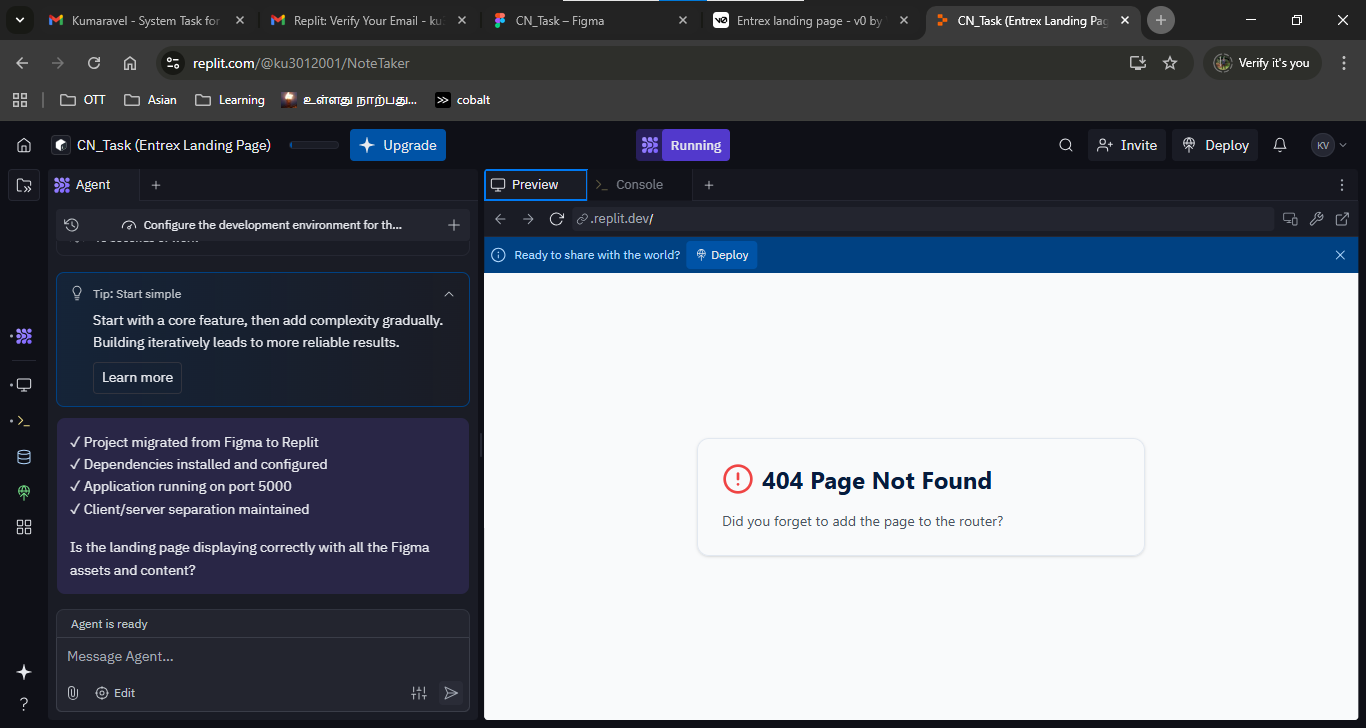 Kumaravel - System Task for
Replit: Verify Your Email - ku
CN_Task – Figma
Entrex landing page - v0 by
CN_Task (Entrex Landing Pag
replit.com/@ku3012001/NoteTaker
Verify it's you
OTT
Asian
Learning
உள்ளது நாற்பது...
cobalt
CN_Task (Entrex Landing Page)
Upgrade
Running
Invite
Deploy
KV
Agent
Preview
Console
Configure the development environment for th...
.replit.dev/
Ready to share with the world?
Deploy
Tip: Start simple
Start with a core feature, then add complexity gradually.
Building iteratively leads to more reliable results.
Learn more
✓ Project migrated from Figma to Replit
✓ Dependencies installed and configured
✓ Application running on port 5000
✓ Client/server separation maintained
Is the landing page displaying correctly with all the Figma
assets and content?
404 Page Not Found
Did you forget to add the page to the router?
Agent is ready
Message Agent...
Edit